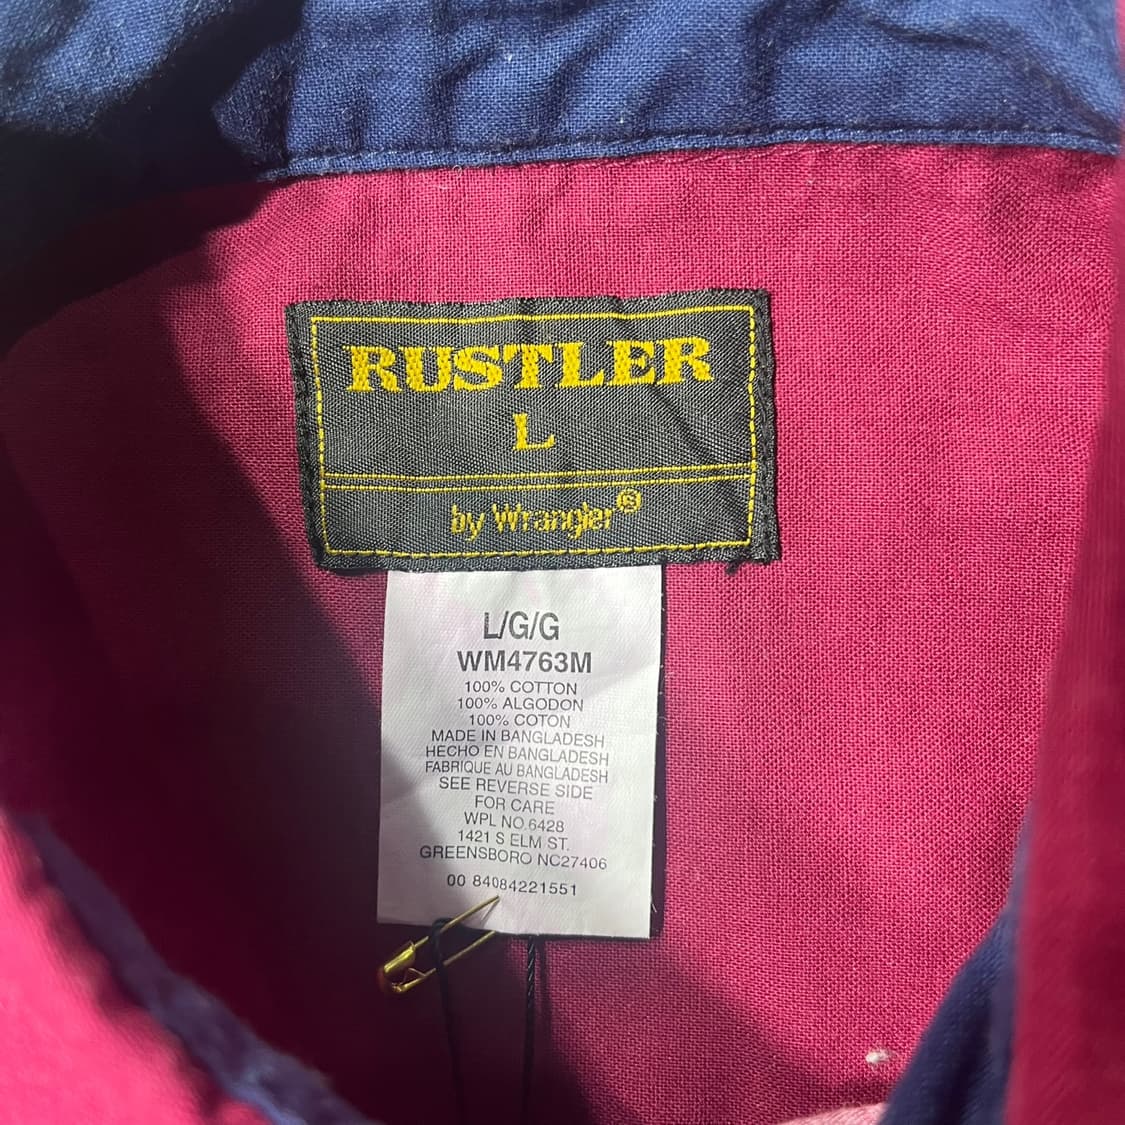 RUSTLER
L
by Wrangler®
L/G/G
WM4763M
100% COTTON
100% ALGODON
100% COTON
MADE IN BANGLADESH
HECHO EN BANGLADESH
FABRIQUE AU BANGLADESH
SEE REVERSE SIDE
FOR CARE
WPL NO.6428
1421 S ELM ST.
GREENSBORO NC27406
00 84084221551